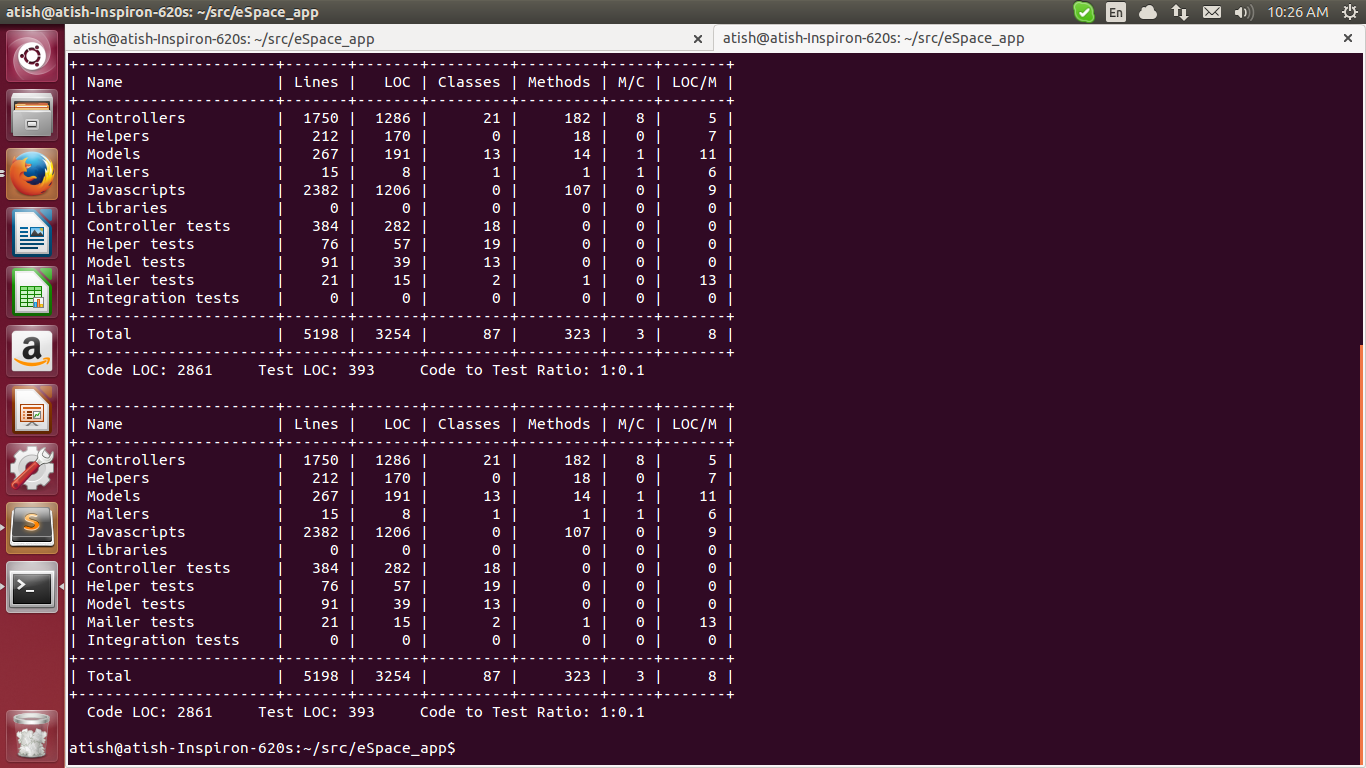 atish@atish-Inspiron-620s: ~/src/eSpace_app En 10:26 AM
atish@atish-Inspiron-620s: ~/src/eSpace_app × atish@atish-Inspiron-620s: ~/src/eSpace_app ×
+----------------------+-------+-------+---------+---------+-----+-------+
| Name                 | Lines |   LOC | Classes | Methods | M/C | LOC/M |
+----------------------+-------+-------+---------+---------+-----+-------+
| Controllers          |  1750 |  1286 |      21 |     182 |   8 |     5 |
| Helpers              |   212 |   170 |       0 |      18 |   0 |     7 |
| Models               |   267 |   191 |      13 |      14 |   1 |    11 |
| Mailers              |    15 |     8 |       1 |       1 |   1 |     6 |
| Javascripts          |  2382 |  1206 |       0 |     107 |   0 |     9 |
| Libraries            |     0 |     0 |       0 |       0 |   0 |     0 |
| Controller tests     |   384 |   282 |      18 |       0 |   0 |     0 |
| Helper tests         |    76 |    57 |      19 |       0 |   0 |     0 |
| Model tests          |    91 |    39 |      13 |       0 |   0 |     0 |
| Mailer tests         |    21 |    15 |       2 |       1 |   0 |    13 |
| Integration tests    |     0 |     0 |       0 |       0 |   0 |     0 |
+----------------------+-------+-------+---------+---------+-----+-------+
| Total                |  5198 |  3254 |      87 |     323 |   3 |     8 |
+----------------------+-------+-------+---------+---------+-----+-------+
  Code LOC: 2861     Test LOC: 393     Code to Test Ratio: 1:0.1
+----------------------+-------+-------+---------+---------+-----+-------+
| Name                 | Lines |   LOC | Classes | Methods | M/C | LOC/M |
+----------------------+-------+-------+---------+---------+-----+-------+
| Controllers          |  1750 |  1286 |      21 |     182 |   8 |     5 |
| Helpers              |   212 |   170 |       0 |      18 |   0 |     7 |
| Models               |   267 |   191 |      13 |      14 |   1 |    11 |
| Mailers              |    15 |     8 |       1 |       1 |   1 |     6 |
| Javascripts          |  2382 |  1206 |       0 |     107 |   0 |     9 |
| Libraries            |     0 |     0 |       0 |       0 |   0 |     0 |
| Controller tests     |   384 |   282 |      18 |       0 |   0 |     0 |
| Helper tests         |    76 |    57 |      19 |       0 |   0 |     0 |
| Model tests          |    91 |    39 |      13 |       0 |   0 |     0 |
| Mailer tests         |    21 |    15 |       2 |       1 |   0 |    13 |
| Integration tests    |     0 |     0 |       0 |       0 |   0 |     0 |
+----------------------+-------+-------+---------+---------+-----+-------+
| Total                |  5198 |  3254 |      87 |     323 |   3 |     8 |
+----------------------+-------+-------+---------+---------+-----+-------+
  Code LOC: 2861     Test LOC: 393     Code to Test Ratio: 1:0.1
atish@atish-Inspiron-620s:~/src/eSpace_app$